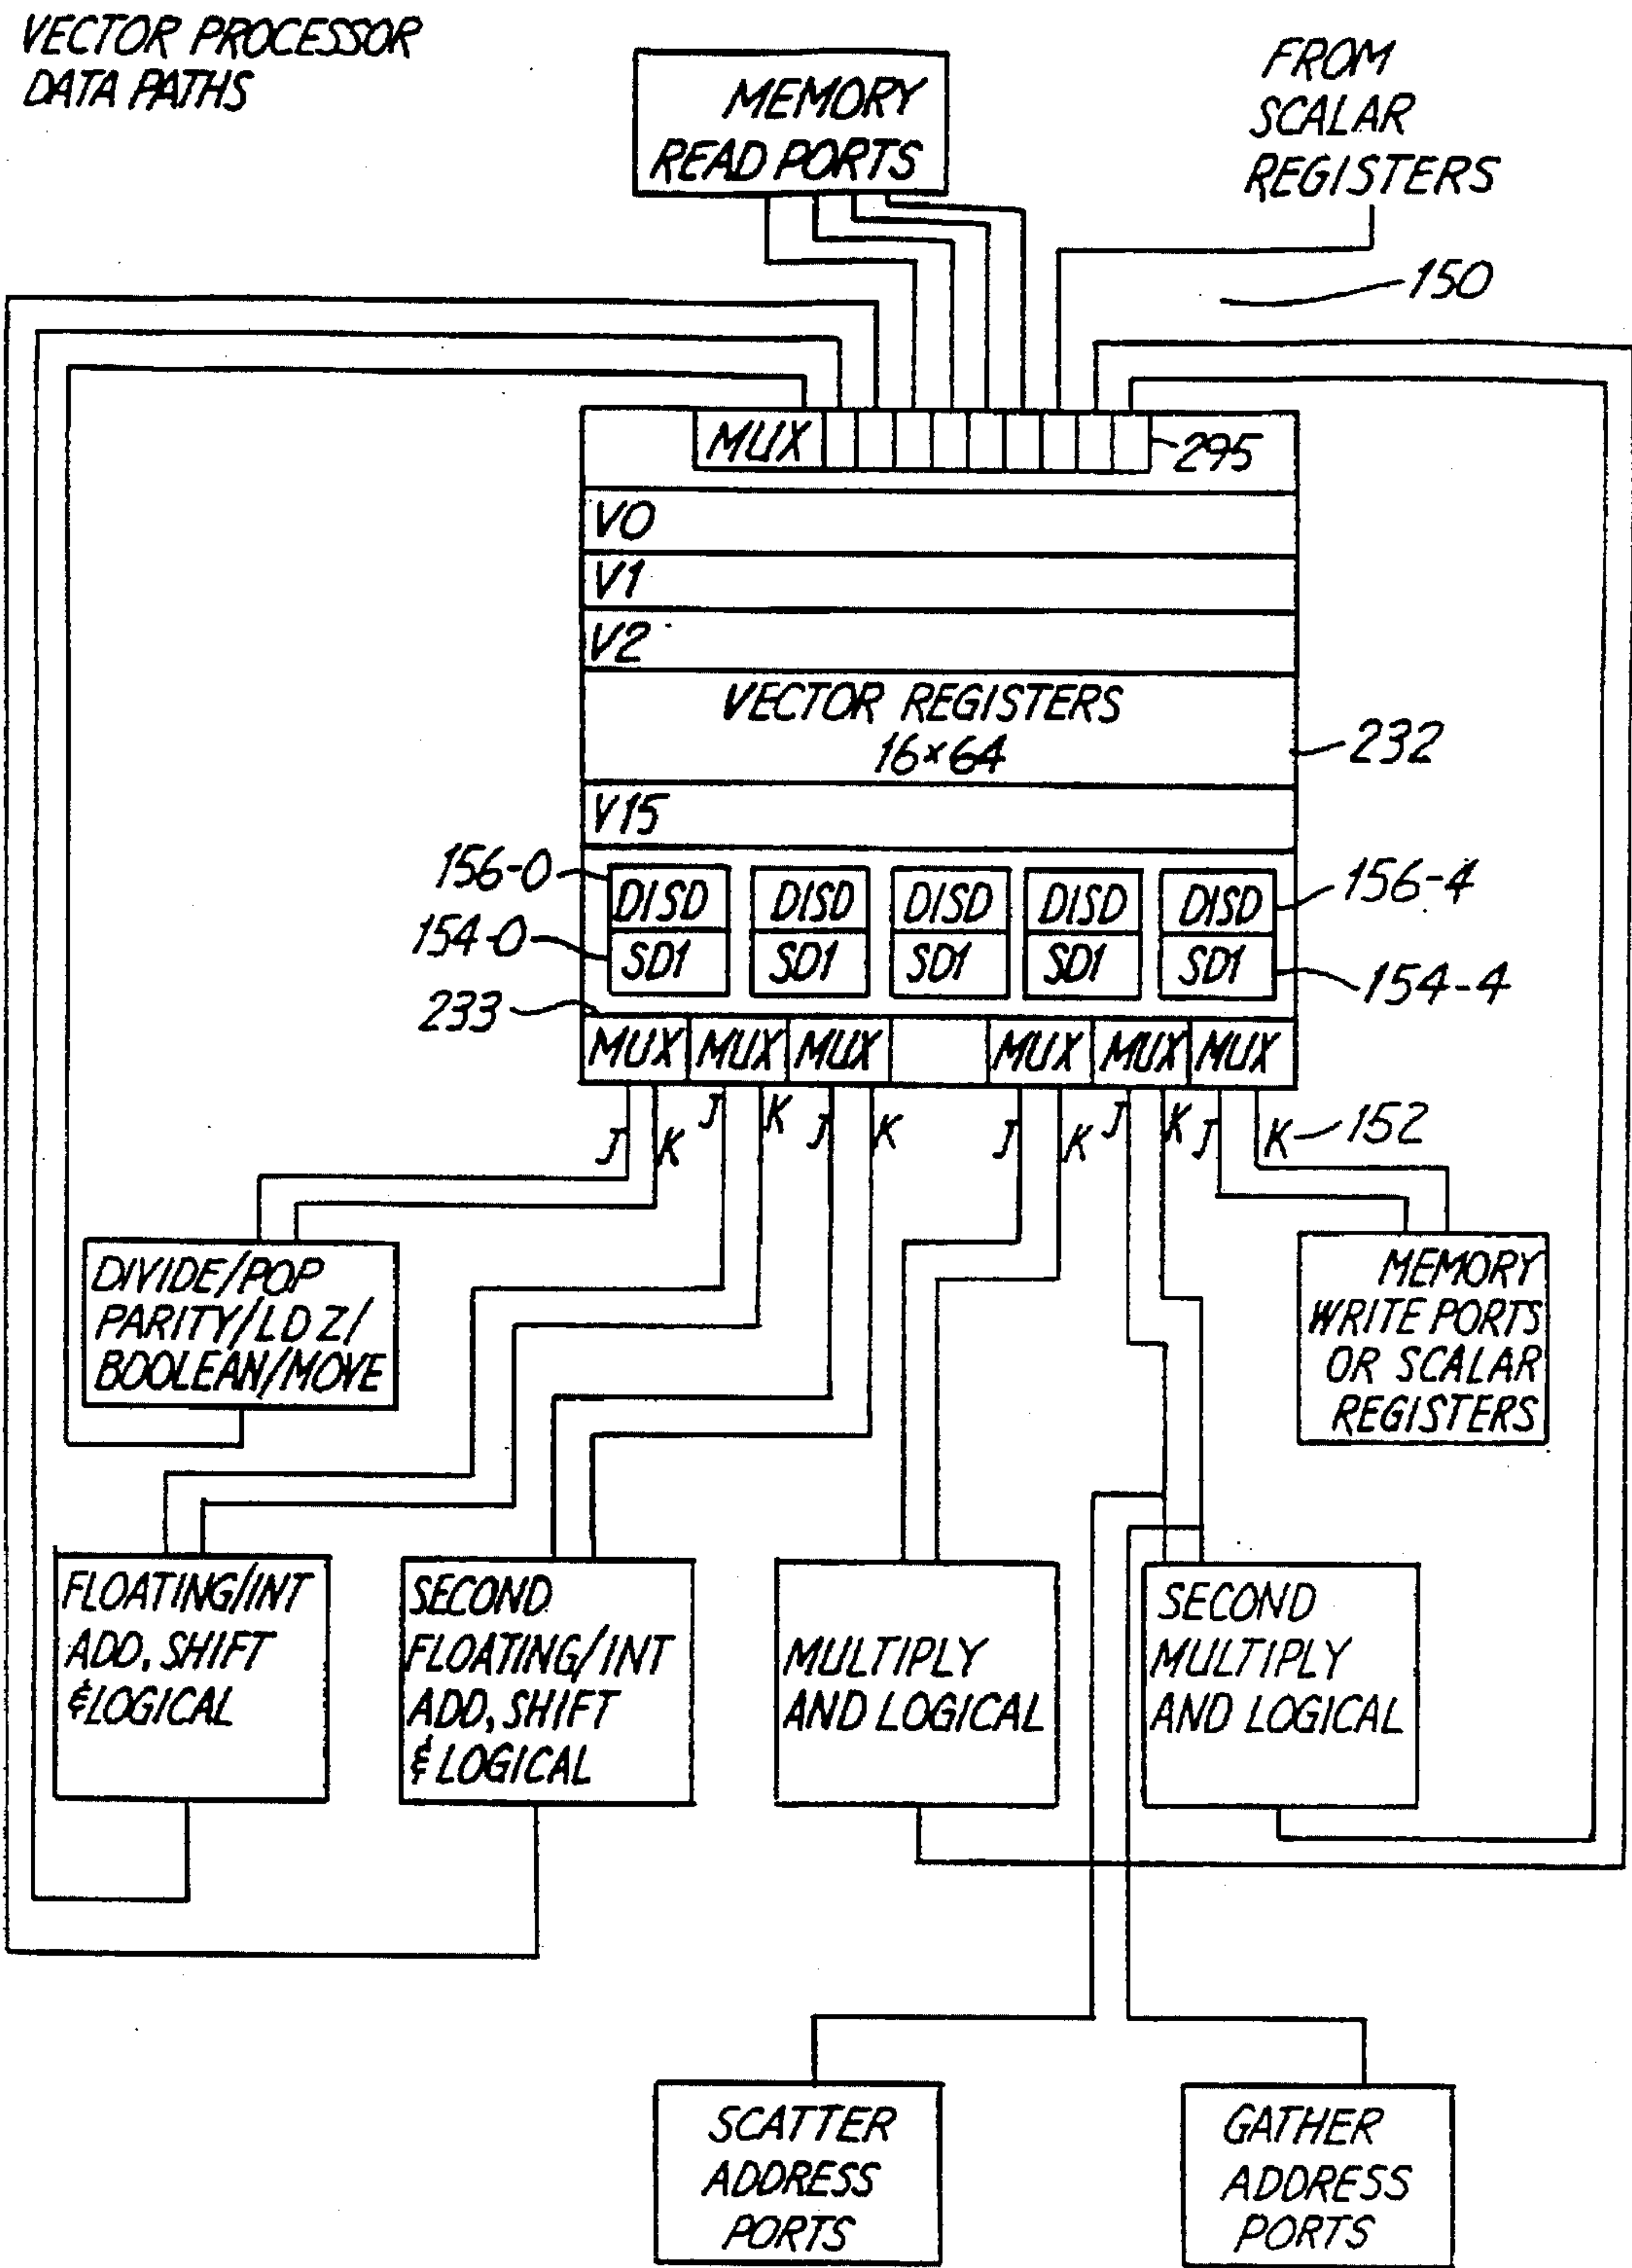 VECTOR PROCESSOR
DATA PATHS
MEMORY
READ PORTS
FROM
SCALAR
REGISTERS
150
MUX
295
V0
V1
V2
VECTOR REGISTERS
16×64
232
V15
156-0
DISD DISD DISD DISD DISD
156-4
154-0
SD1 SD1 SD1 SD1 SD1
154-4
233
MUX MUX MUX MUX MUX MUX
J K J K J K J K J K J K
152
DIVIDE/POP
PARITY/LDZ/
BOOLEAN/MOVE
MEMORY
WRITE PORTS
OR SCALAR
REGISTERS
FLOATING/INT
ADD, SHIFT
&LOGICAL
SECOND
FLOATING/INT
ADD, SHIFT
& LOGICAL
MULTIPLY
AND LOGICAL
SECOND
MULTIPLY
AND LOGICAL
SCATTER
ADDRESS
PORTS
GATHER
ADDRESS
PORTS